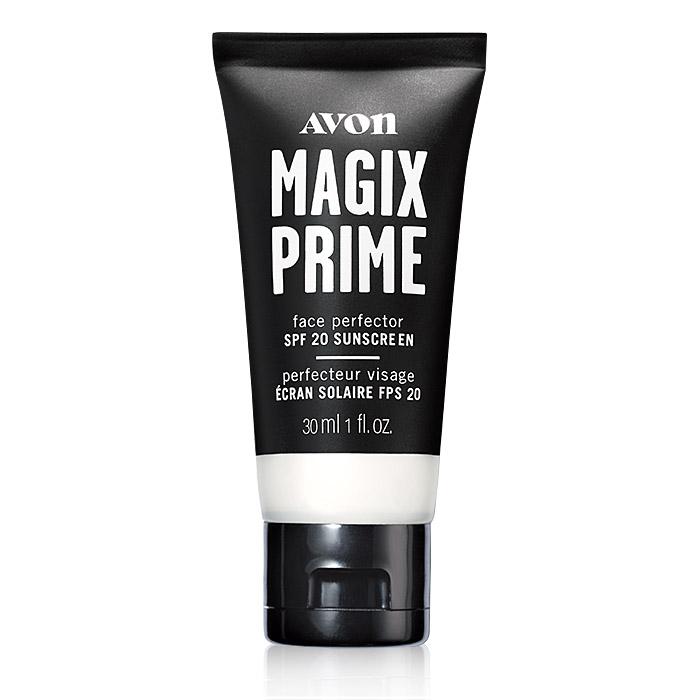 AVON
MAGIX
PRIME
face perfector
SPF 20 SUNSCREEN
perfecteur visage
ÉCRAN SOLAIRE FPS 20
30 ml 1 fl. oz.